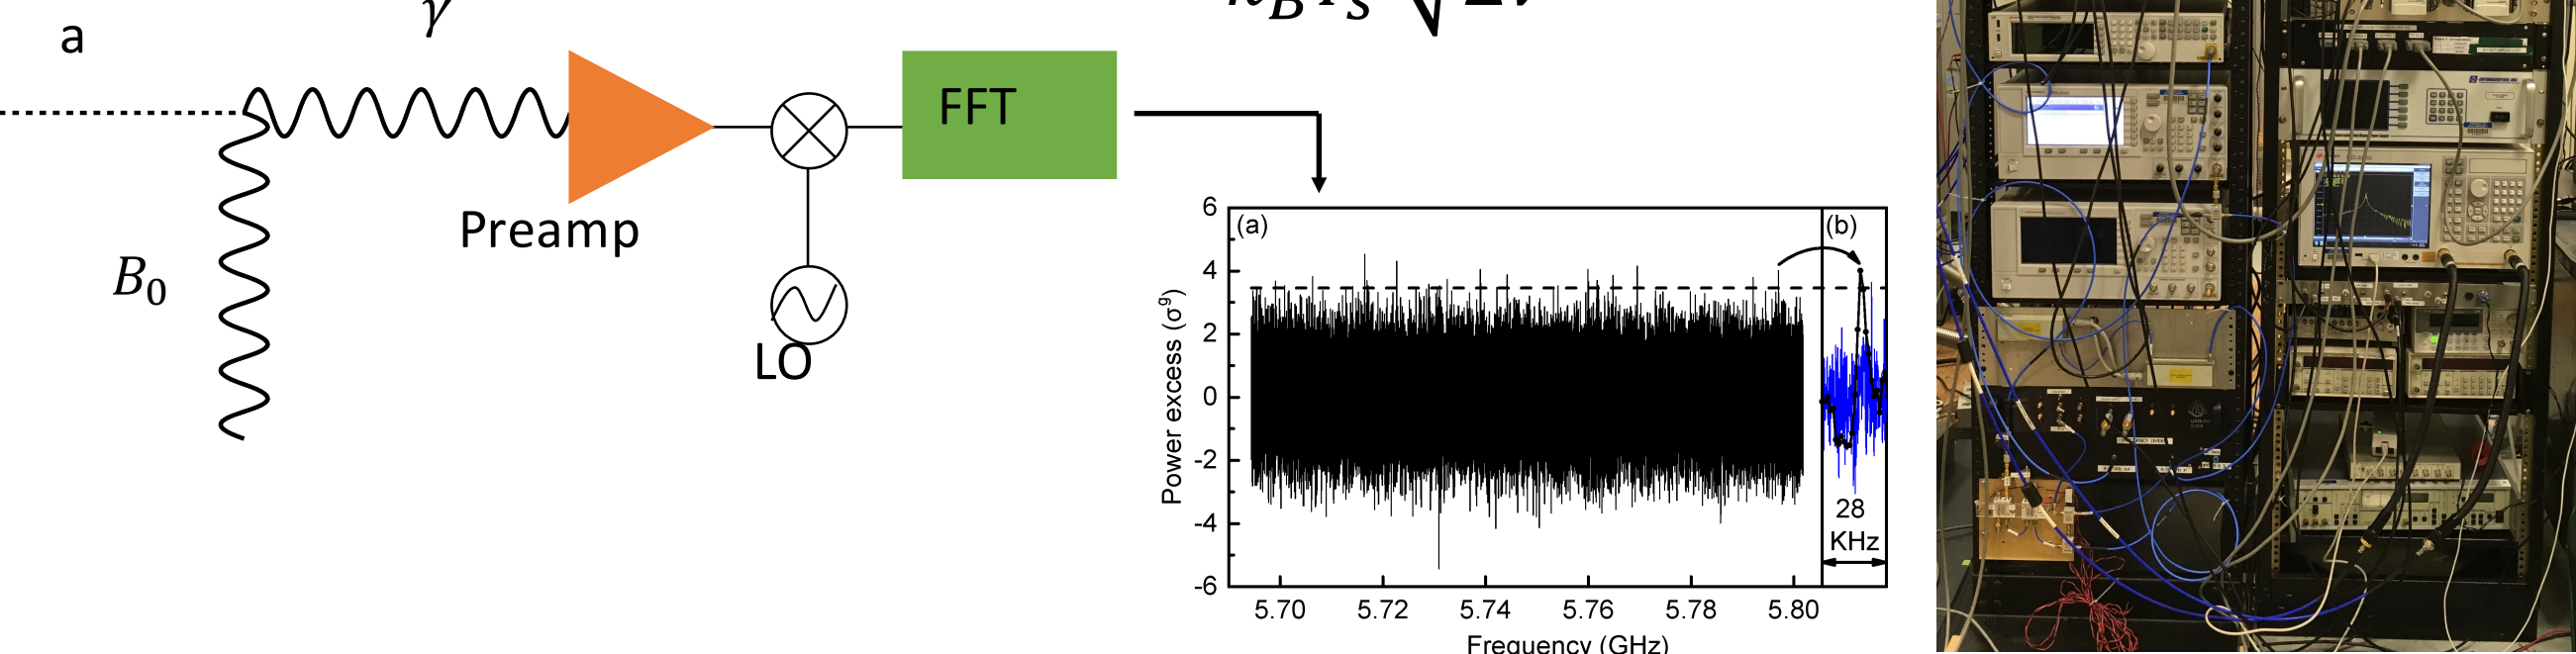 a
γ
B₀
Preamp
LO
FFT
(a)
(b)
6
4
2
0
-2
-4
-6
Power excess (σᵍ)
28
KHz
5.70 5.72 5.74 5.76 5.78 5.80
Frequency (GHz)